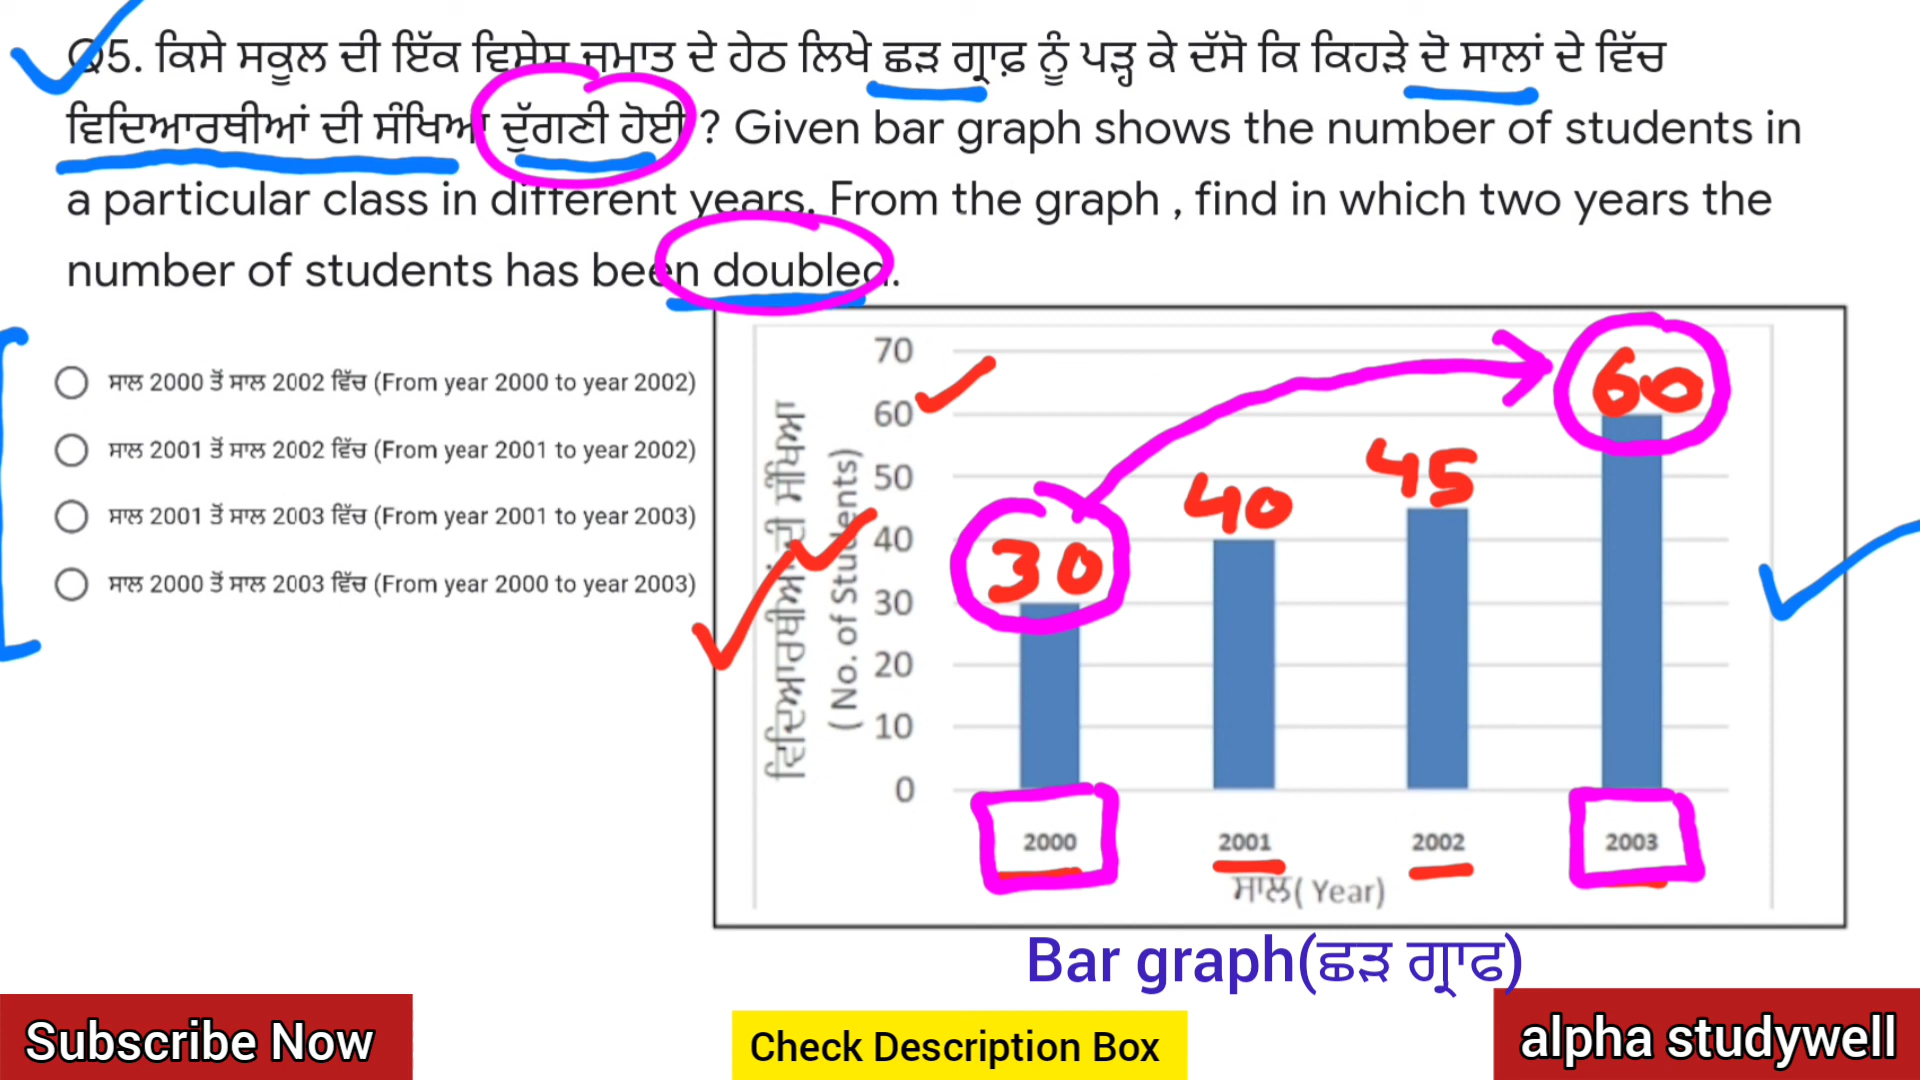 Q5. ਕਿਸੇ ਸਕੂਲ ਦੀ ਇੱਕ ਵਿਸ਼ੇਸ਼ ਜਮਾਤ ਦੇ ਹੇਠ ਲਿਖੇ ਛੜ ਗ੍ਰਾਫ਼ ਨੂੰ ਪੜ੍ਹ ਕੇ ਦੱਸੋ ਕਿ ਕਿਹੜੇ ਦੋ ਸਾਲਾਂ ਦੇ ਵਿੱਚ
ਵਿਦਿਆਰਥੀਆਂ ਦੀ ਸੰਖਿਆ ਦੁੱਗਣੀ ਹੋਈ ? Given bar graph shows the number of students in
a particular class in different years. From the graph , find in which two years the
number of students has been doubled.
ਸਾਲ 2000 ਤੋਂ ਸਾਲ 2002 ਵਿੱਚ (From year 2000 to year 2002)
ਸਾਲ 2001 ਤੋਂ ਸਾਲ 2002 ਵਿੱਚ (From year 2001 to year 2002)
ਸਾਲ 2001 ਤੋਂ ਸਾਲ 2003 ਵਿੱਚ (From year 2001 to year 2003)
ਸਾਲ 2000 ਤੋਂ ਸਾਲ 2003 ਵਿੱਚ (From year 2000 to year 2003)
ਵਿਦਿਆਰਥੀਆਂ ਦੀ ਸੰਖਿਆ
( No. of Students)
70
60
50
40
30
20
10
0
30
40
45
60
2000
2001
2002
2003
ਸਾਲ( Year)
Bar graph(ਛੜ ਗ੍ਰਾਫ)
Subscribe Now
Check Description Box
alpha studywell